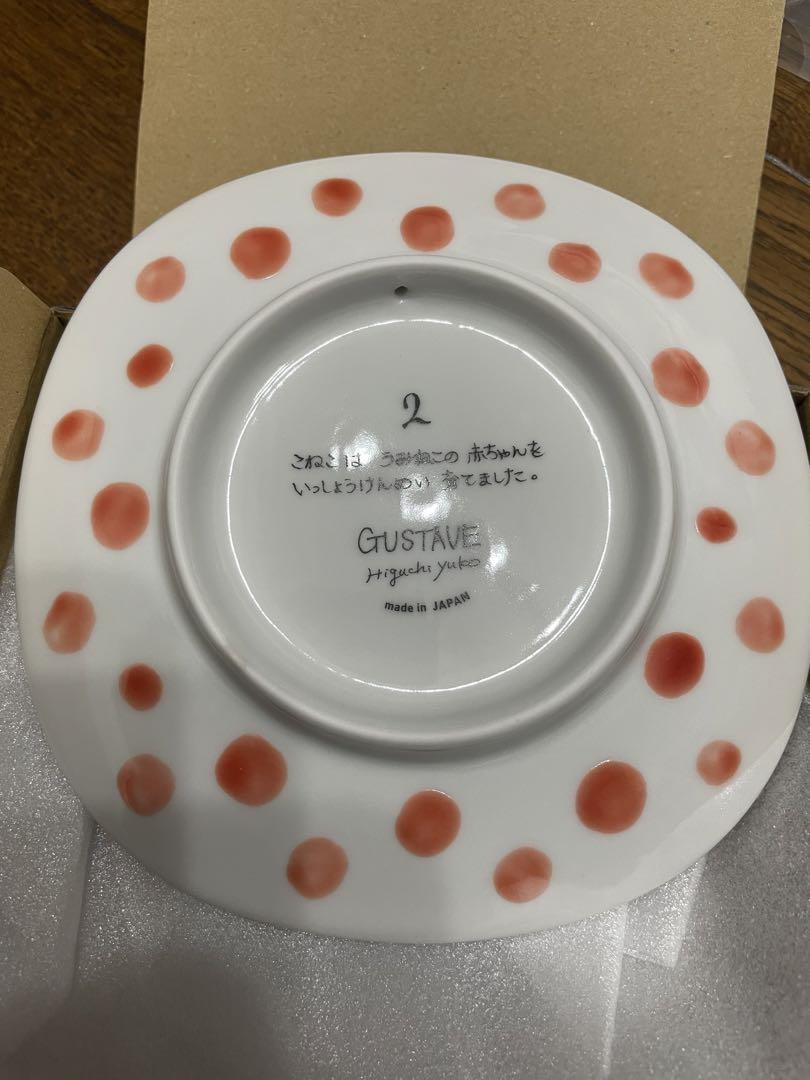 2
こねこは うみねこの 赤ちゃんを
いっしょうけんめい 育てました。
GUSTAVE
Higuchi Yuko
made in JAPAN